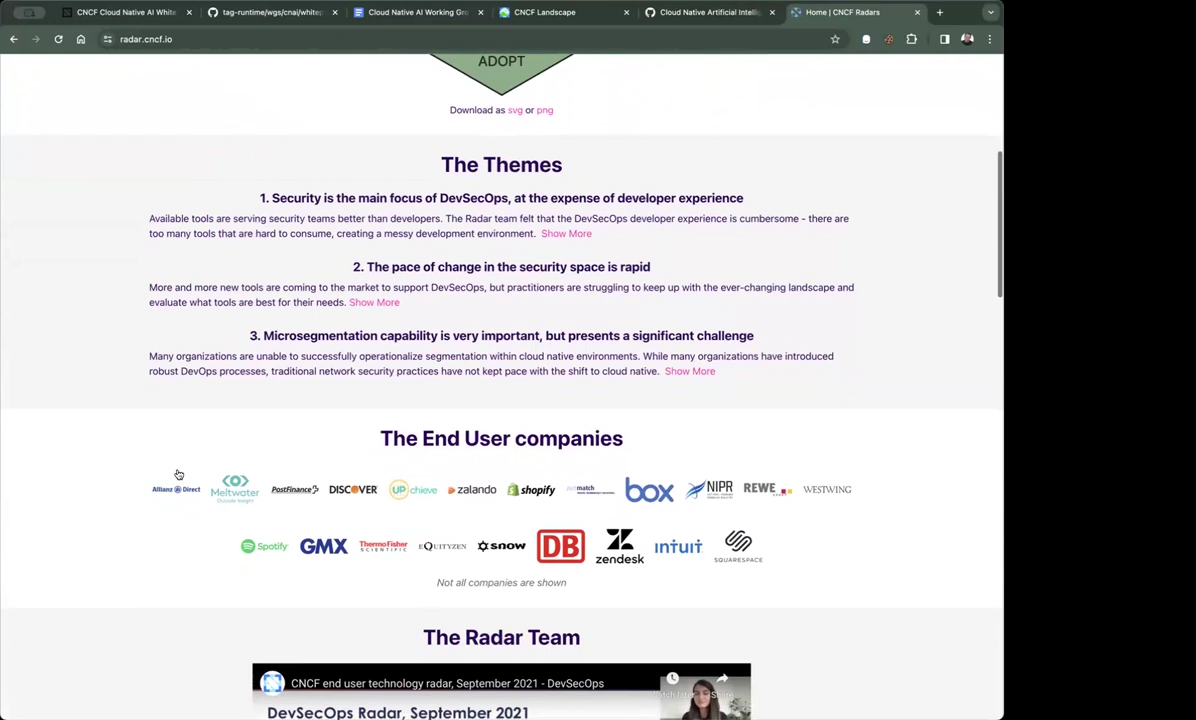 CNCF Cloud Native AI White
tag-runtime/wgs/cnai/whitep
Cloud Native AI Working Gro
CNCF Landscape
Cloud Native Artificial Intellig
Home | CNCF Radars
radar.cncf.io
ADOPT
Download as svg or png
The Themes
1. Security is the main focus of DevSecOps, at the expense of developer experience
Available tools are serving security teams better than developers. The Radar team felt that the DevSecOps developer experience is cumbersome - there are
too many tools that are hard to consume, creating a messy development environment. Show More
2. The pace of change in the security space is rapid
More and more new tools are coming to the market to support DevSecOps, but practitioners are struggling to keep up with the ever-changing landscape and
evaluate what tools are best for their needs. Show More
3. Microsegmentation capability is very important, but presents a significant challenge
Many organizations are unable to successfully operationalize segmentation within cloud native environments. While many organizations have introduced
robust DevOps processes, traditional network security practices have not kept pace with the shift to cloud native. Show More
The End User companies
Allianz Direct Meltwater Outside Insight PostFinance DISCOVER UPchieve zalando shopify match box NIPR REWE WESTWING
Spotify GMX ThermoFisher SCIENTIFIC EQUITYZEN snow DB zendesk intuit SQUARESPACE
Not all companies are shown
The Radar Team
CNCF end user technology radar, September 2021 - DevSecOps
Watch later Share
DevSecOps Radar, September 2021